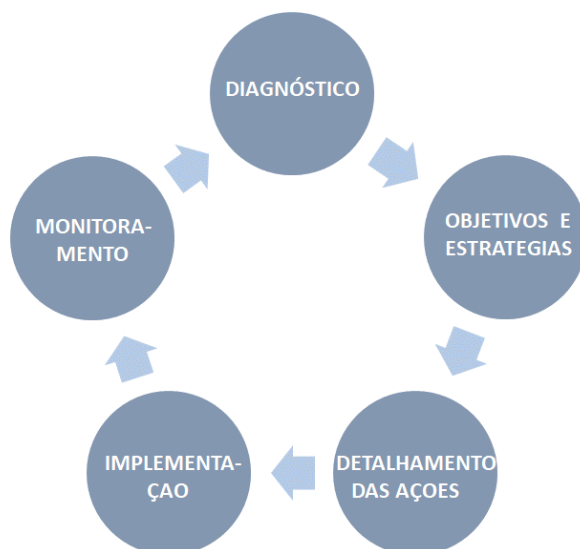 DIAGNÓSTICO
OBJETIVOS E
ESTRATEGIAS
DETALHAMENTO
DAS AÇOES
IMPLEMENTA-
ÇAO
MONITORA-
MENTO